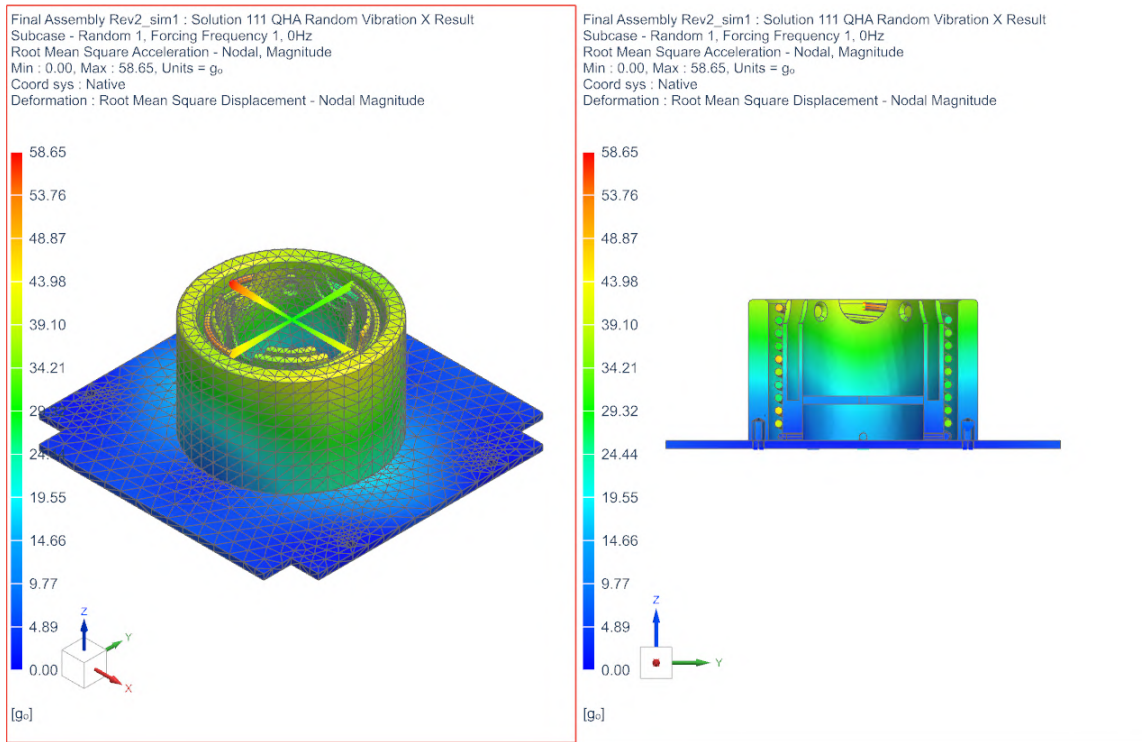 Final Assembly Rev2_sim1 : Solution 111 QHA Random Vibration X Result
Subcase - Random 1, Forcing Frequency 1, 0Hz
Root Mean Square Acceleration - Nodal, Magnitude
Min : 0.00, Max : 58.65, Units = g₀
Coord sys : Native
Deformation : Root Mean Square Displacement - Nodal Magnitude
58.65
53.76
48.87
43.98
39.10
34.21
24.
19.55
14.66
9.77
4.89
0.00
Z
Y
X
[g₀]
Final Assembly Rev2_sim1 : Solution 111 QHA Random Vibration X Result
Subcase - Random 1, Forcing Frequency 1, 0Hz
Root Mean Square Acceleration - Nodal, Magnitude
Min : 0.00, Max : 58.65, Units = g₀
Coord sys : Native
Deformation : Root Mean Square Displacement - Nodal Magnitude
58.65
53.76
48.87
43.98
39.10
34.21
29.32
24.44
19.55
14.66
9.77
4.89
0.00
Z
Y
[g₀]